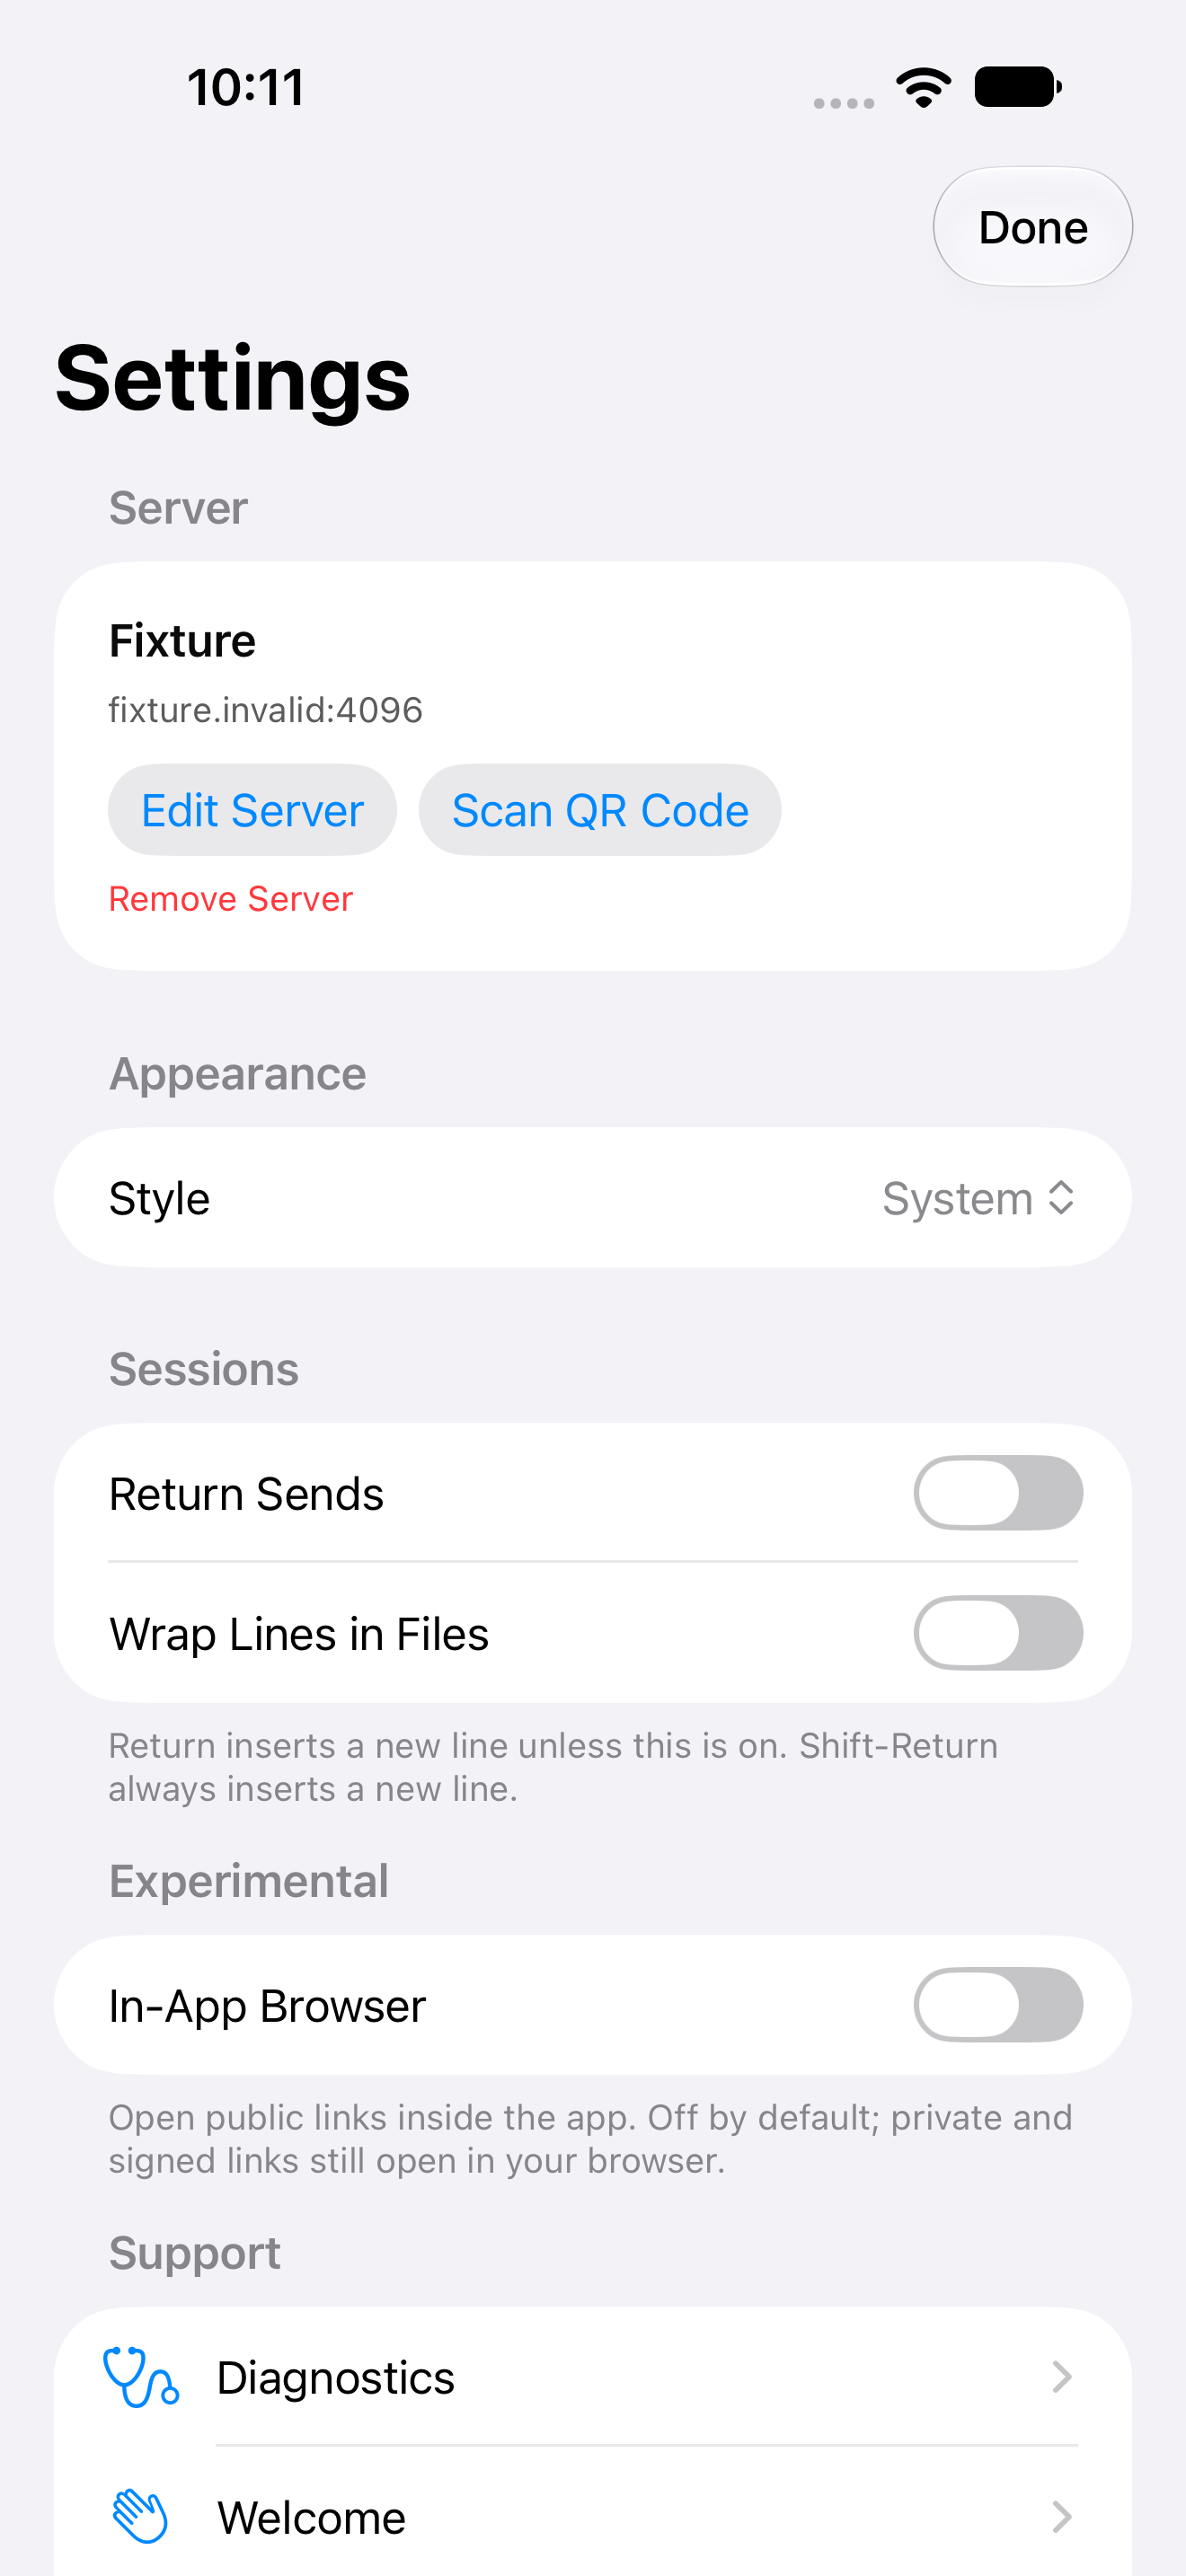 10:11
Done
Settings
Server
Fixture
fixture.invalid:4096
Edit Server
Scan QR Code
Remove Server
Appearance
Style
System
Sessions
Return Sends
Wrap Lines in Files
Return inserts a new line unless this is on. Shift-Return
always inserts a new line.
Experimental
In-App Browser
Open public links inside the app. Off by default; private and
signed links still open in your browser.
Support
Diagnostics
Welcome